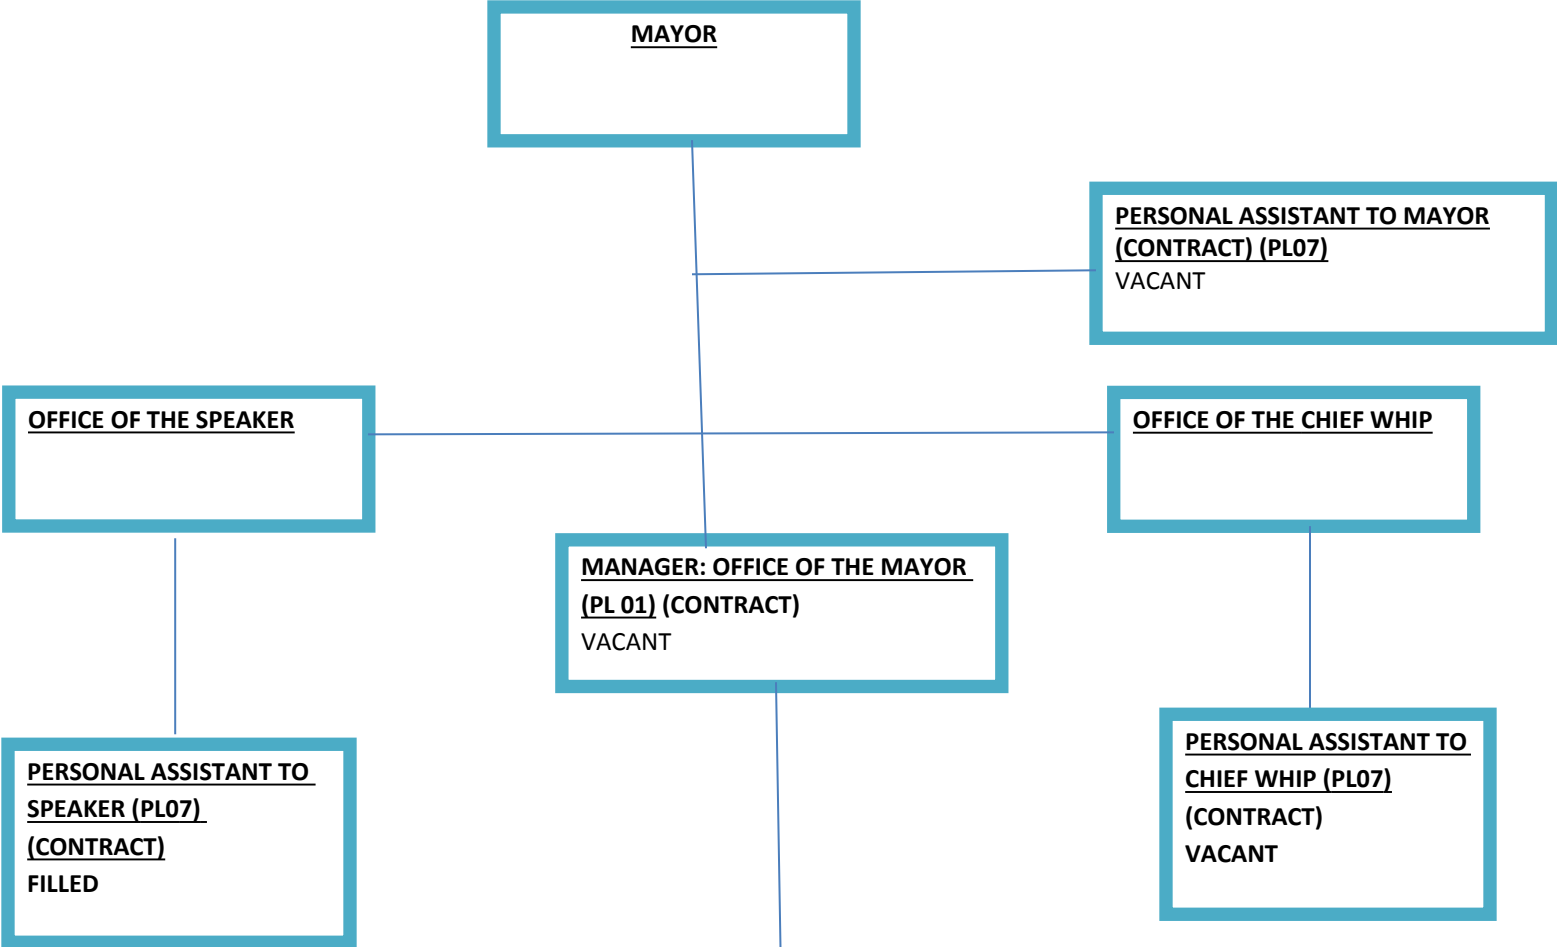 MAYOR
PERSONAL ASSISTANT TO MAYOR
(CONTRACT) (PL07)
VACANT
OFFICE OF THE SPEAKER
OFFICE OF THE CHIEF WHIP
MANAGER: OFFICE OF THE MAYOR
(PL 01) (CONTRACT)
VACANT
PERSONAL ASSISTANT TO
SPEAKER (PL07)
(CONTRACT)
FILLED
PERSONAL ASSISTANT TO
CHIEF WHIP (PL07)
(CONTRACT)
VACANT